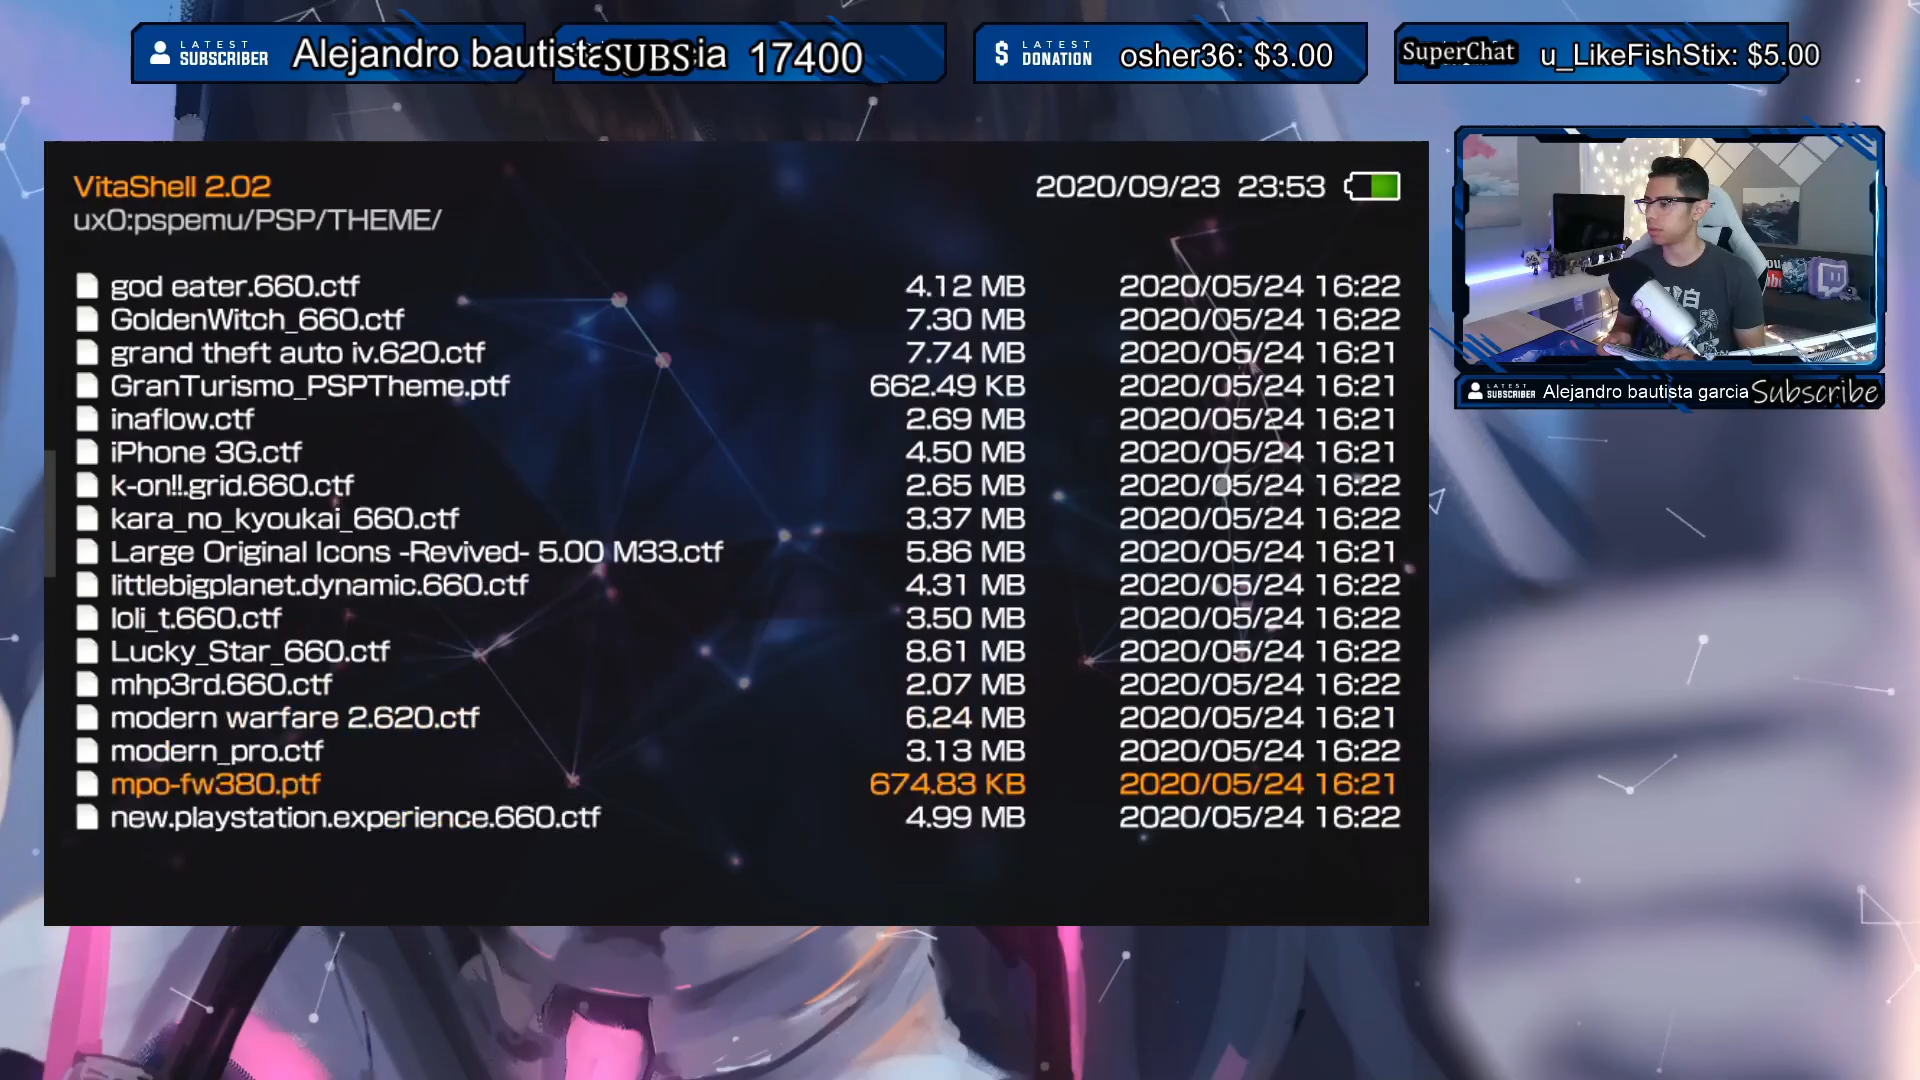 LATEST
SUBSCRIBER
Alejandro bautista
SUBS
ia
17400
LATEST
DONATION
osher36: $3.00
SuperChat
u_LikeFishStix: $5.00
VitaShell 2.02
2020/09/23 23:53
ux0:pspemu/PSP/THEME/
god eater.660.ctf 4.12 MB 2020/05/24 16:22
GoldenWitch_660.ctf 7.30 MB 2020/05/24 16:22
grand theft auto iv.620.ctf 7.74 MB 2020/05/24 16:21
GranTurismo_PSPTheme.ptf 662.49 KB 2020/05/24 16:21
inaflow.ctf 2.69 MB 2020/05/24 16:21
iPhone 3G.ctf 4.50 MB 2020/05/24 16:21
k-on!!.grid.660.ctf 2.65 MB 2020/05/24 16:22
kara_no_kyoukai_660.ctf 3.37 MB 2020/05/24 16:22
Large Original Icons -Revived- 5.00 M33.ctf 5.86 MB 2020/05/24 16:21
littlebigplanet.dynamic.660.ctf 4.31 MB 2020/05/24 16:22
loli_t.660.ctf 3.50 MB 2020/05/24 16:22
Lucky_Star_660.ctf 8.61 MB 2020/05/24 16:22
mhp3rd.660.ctf 2.07 MB 2020/05/24 16:22
modern warfare 2.620.ctf 6.24 MB 2020/05/24 16:21
modern_pro.ctf 3.13 MB 2020/05/24 16:22
mpo-fw380.ptf 674.83 KB 2020/05/24 16:21
new.playstation.experience.660.ctf 4.99 MB 2020/05/24 16:22
LATEST
SUBSCRIBER
Alejandro bautista garcia
Subscribe